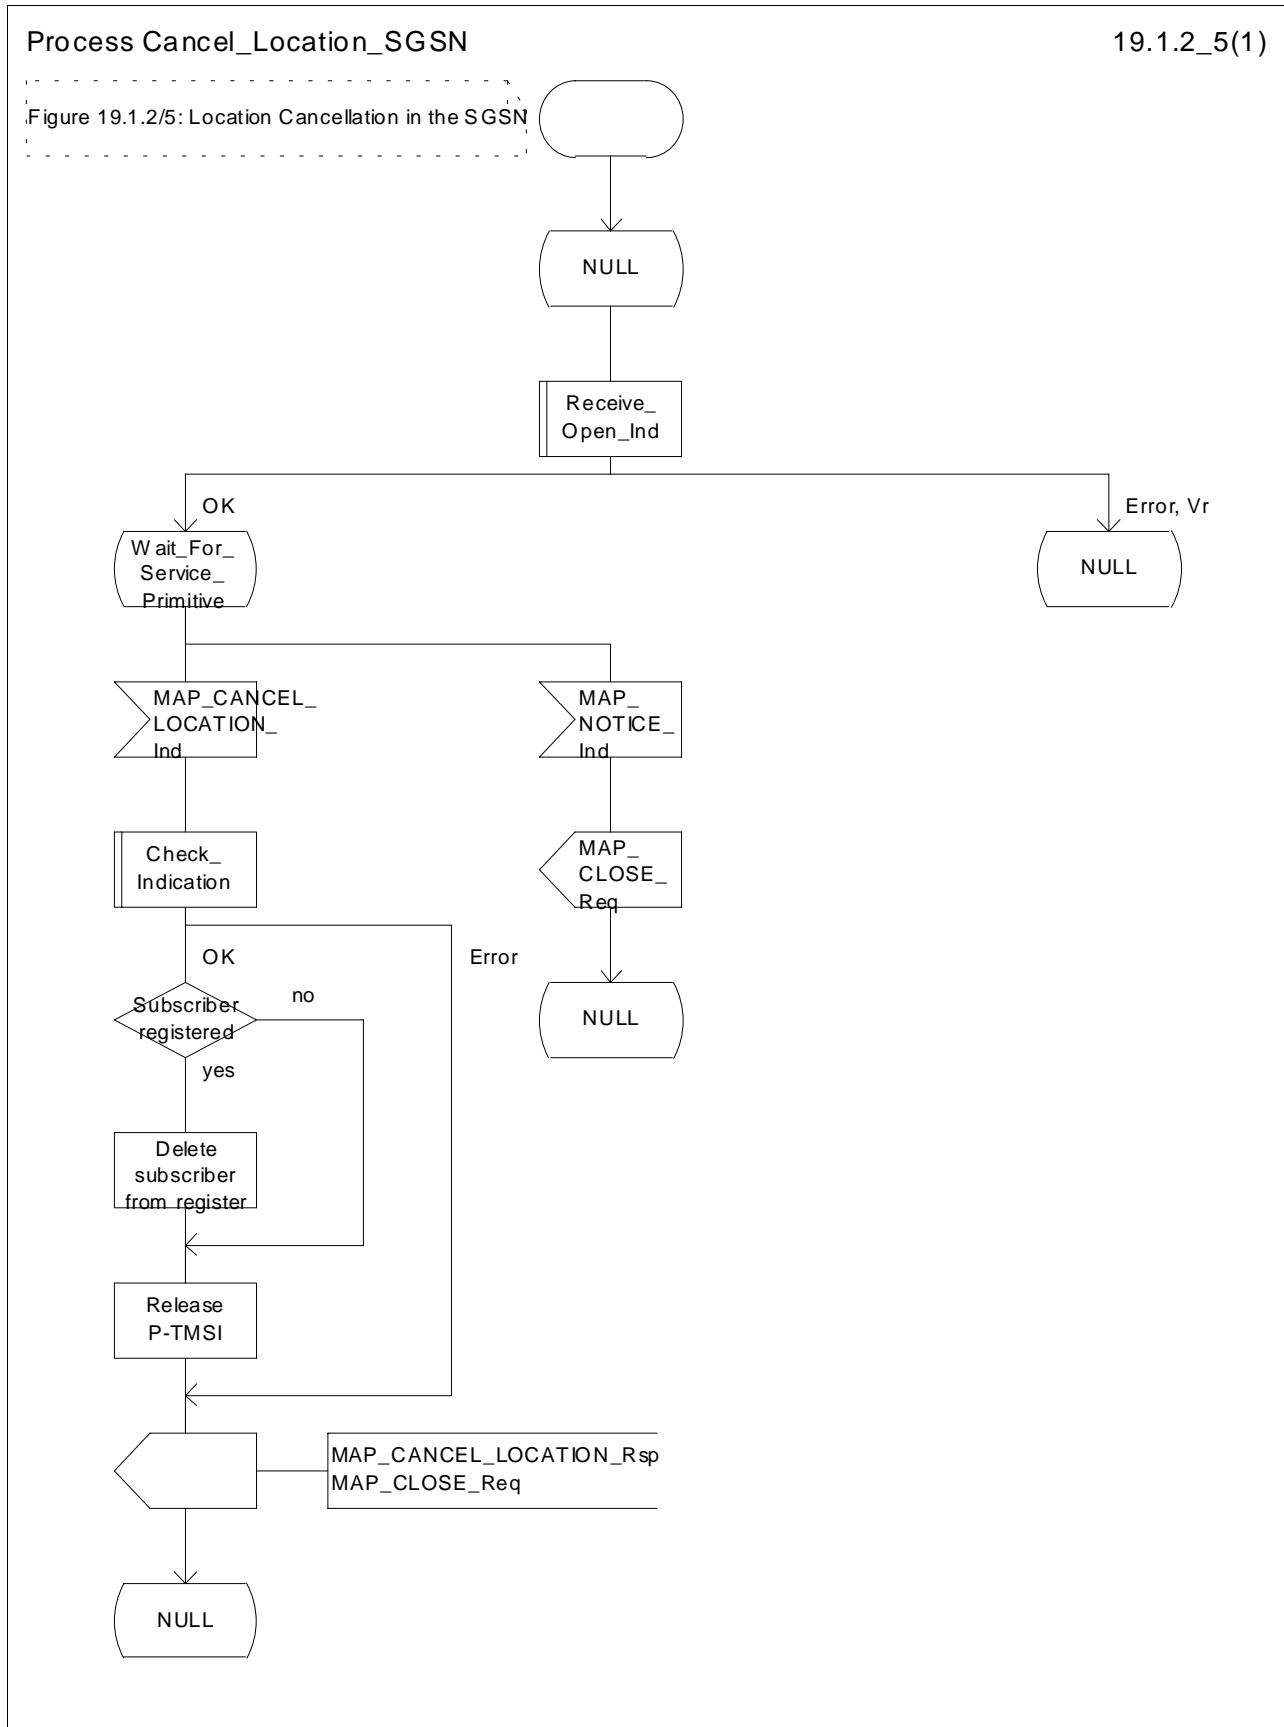 Process Cancel_Location_SGSN
19.1.2_5(1)
Figure 19.1.2/5: Location Cancellation in the SGSN
NULL
Receive_
Open_Ind
OK
Error, Vr
Wait_For_
Service_
Primitive
NULL
MAP_CANCEL_
LOCATION_
Ind
MAP_
NOTICE_
Ind
Check_
Indication
MAP_
CLOSE_
Req
OK
Error
Subscriber
registered
no
yes
NULL
Delete
subscriber
from register
Release
P-TMSI
MAP_CANCEL_LOCATION_Rsp
MAP_CLOSE_Req
NULL